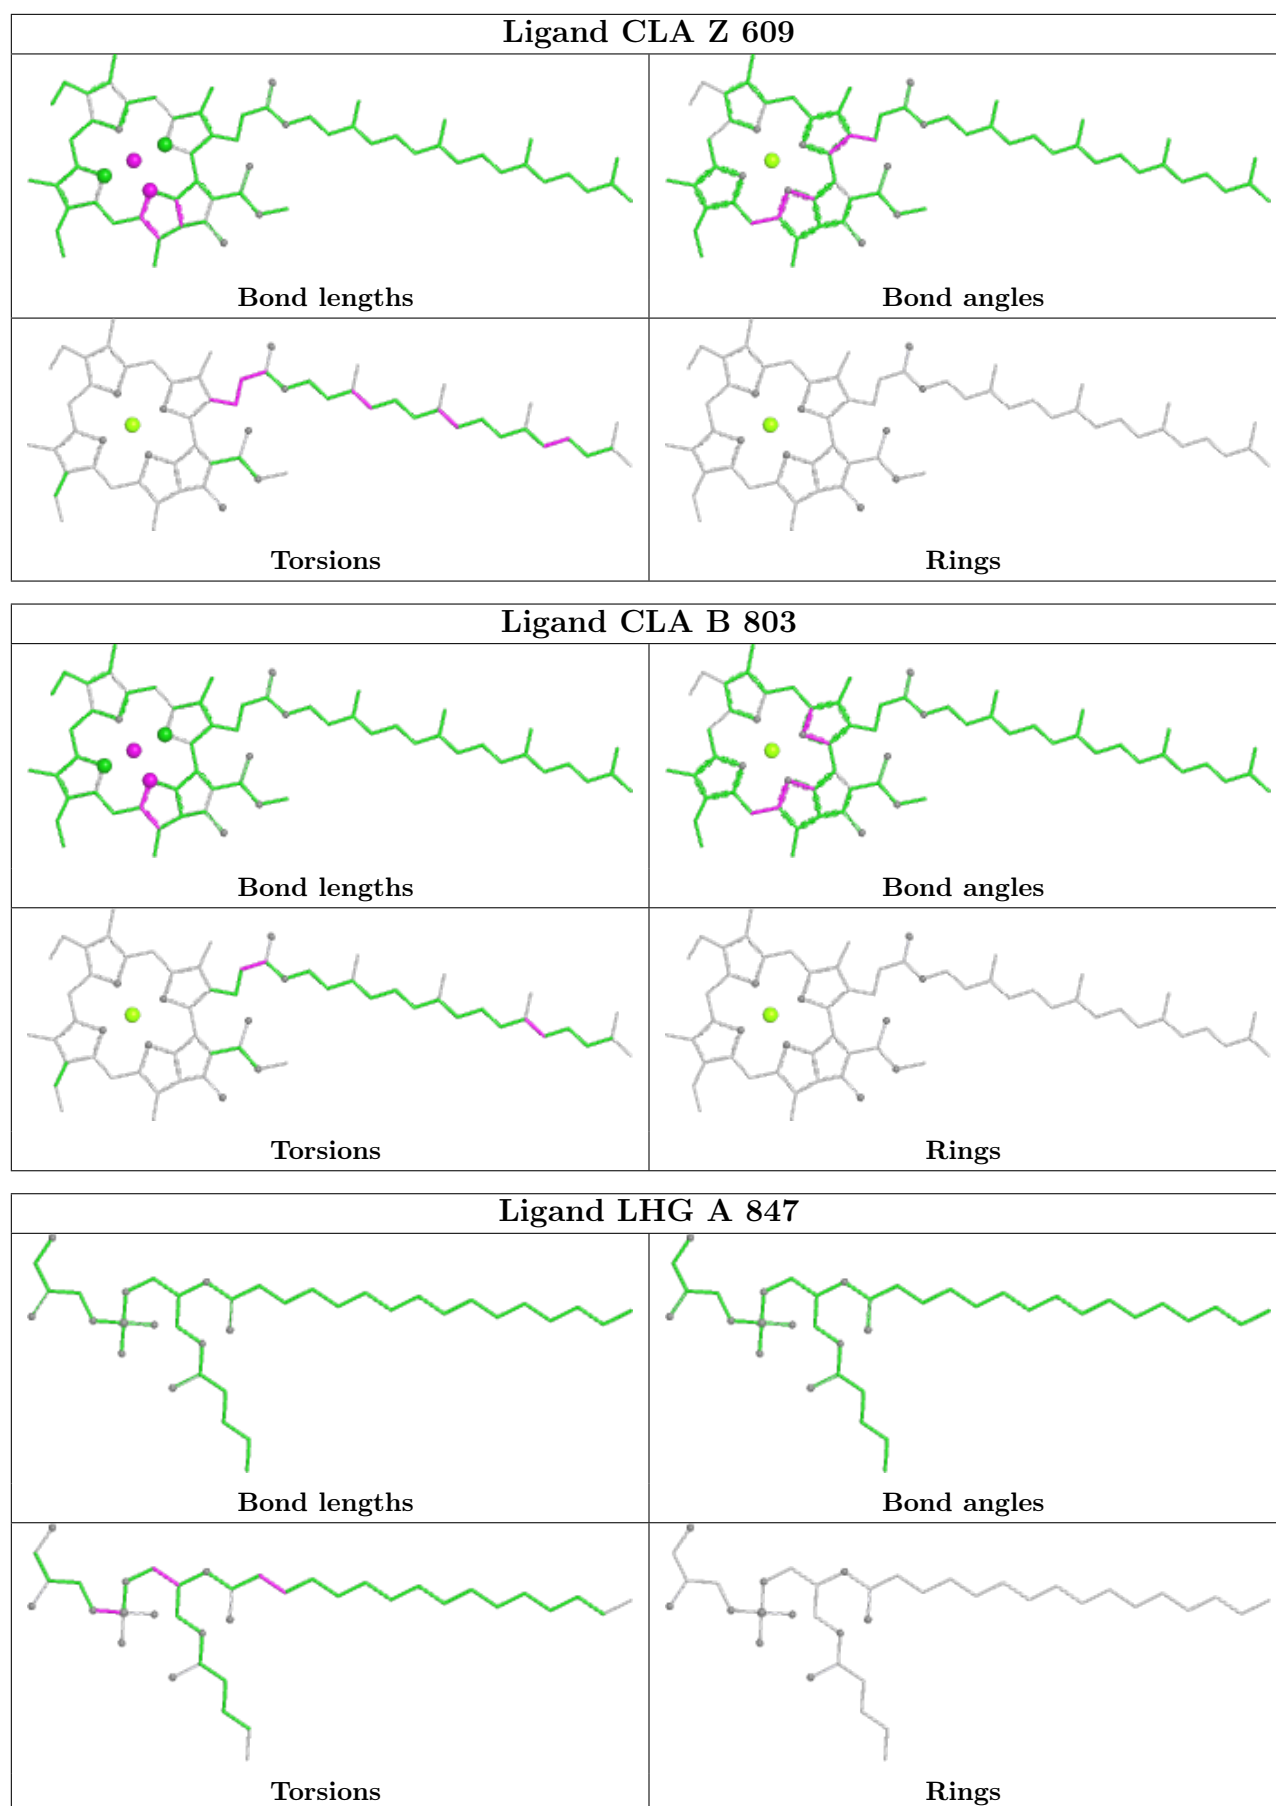 Ligand CLA Z 609
Bond lengths
Bond angles
Torsions
Rings
Ligand CLA B 803
Bond lengths
Bond angles
Torsions
Rings
Ligand LHG A 847
Bond lengths
Bond angles
Torsions
Rings